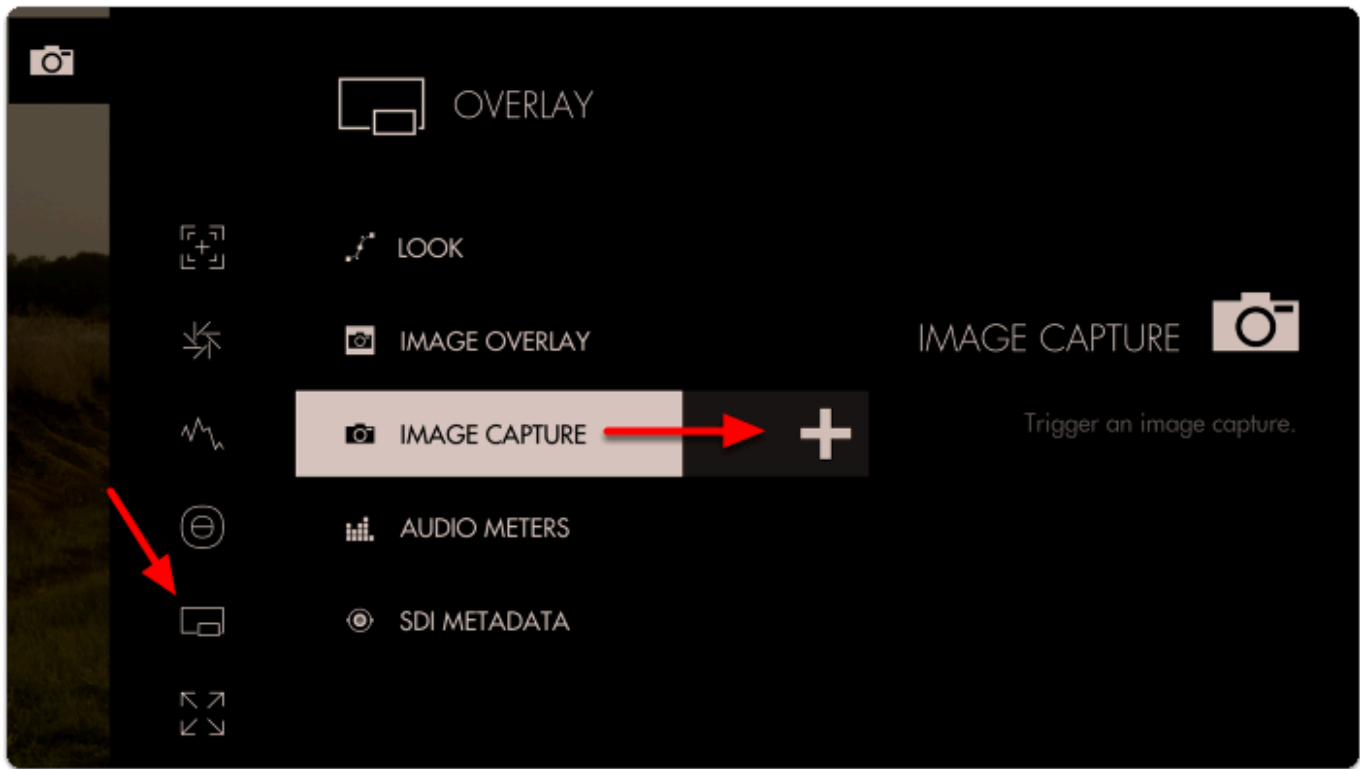 OVERLAY
LOOK
IMAGE OVERLAY
IMAGE CAPTURE
AUDIO METERS
SDI METADATA
IMAGE CAPTURE
Trigger an image capture.